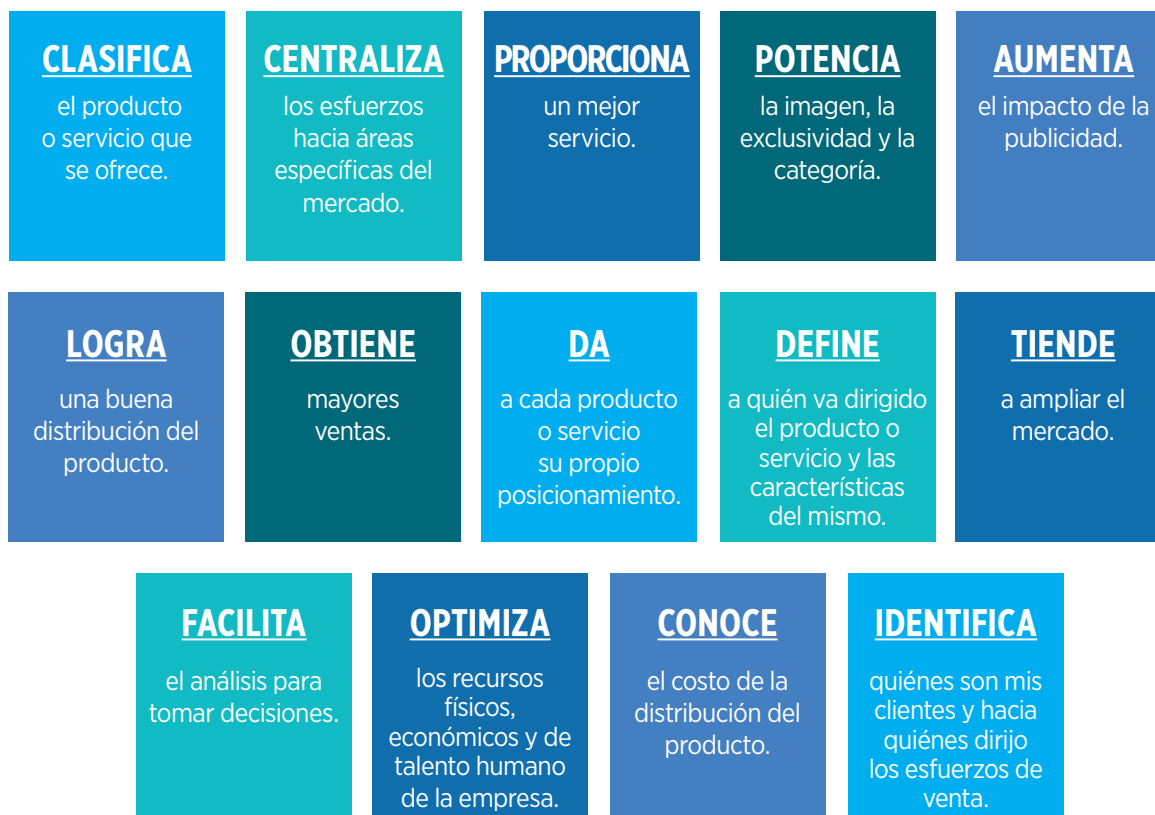 CLASIFICA
el producto
o servicio que
se ofrece.
CENTRALIZA
los esfuerzos
hacia áreas
específicas del
mercado.
PROPORCIONA
un mejor
servicio.
POTENCIA
la imagen, la
exclusividad y la
categoría.
AUMENTA
el impacto de la
publicidad.
LOGRA
una buena
distribución del
producto.
OBTIENE
mayores
ventas.
DA
a cada producto
o servicio
su propio
posicionamiento.
DEFINE
a quién va dirigido
el producto o
servicio y las
características
del mismo.
TIENDE
a ampliar el
mercado.
FACILITA
el análisis para
tomar decisiones.
OPTIMIZA
los recursos
físicos,
económicos y de
talento humano
de la empresa.
CONOCE
el costo de la
distribución del
producto.
IDENTIFICA
quiénes son mis
clientes y hacia
quiénes dirijo
los esfuerzos de
venta.